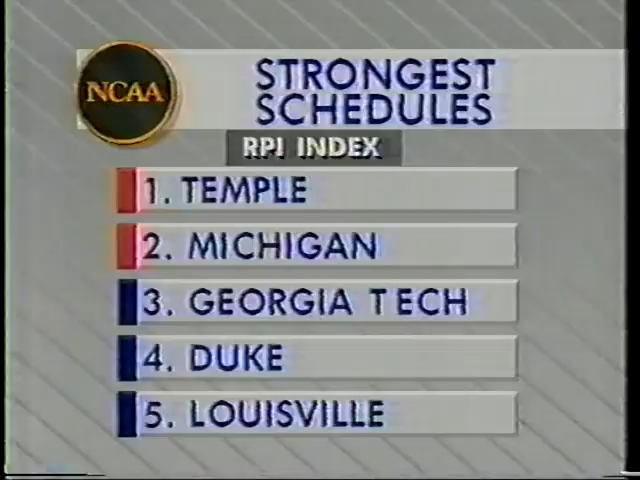 NCAA
STRONGEST
SCHEDULES
RPI INDEX
1. TEMPLE
2. MICHIGAN
3. GEORGIA TECH
4. DUKE
5. LOUISVILLE